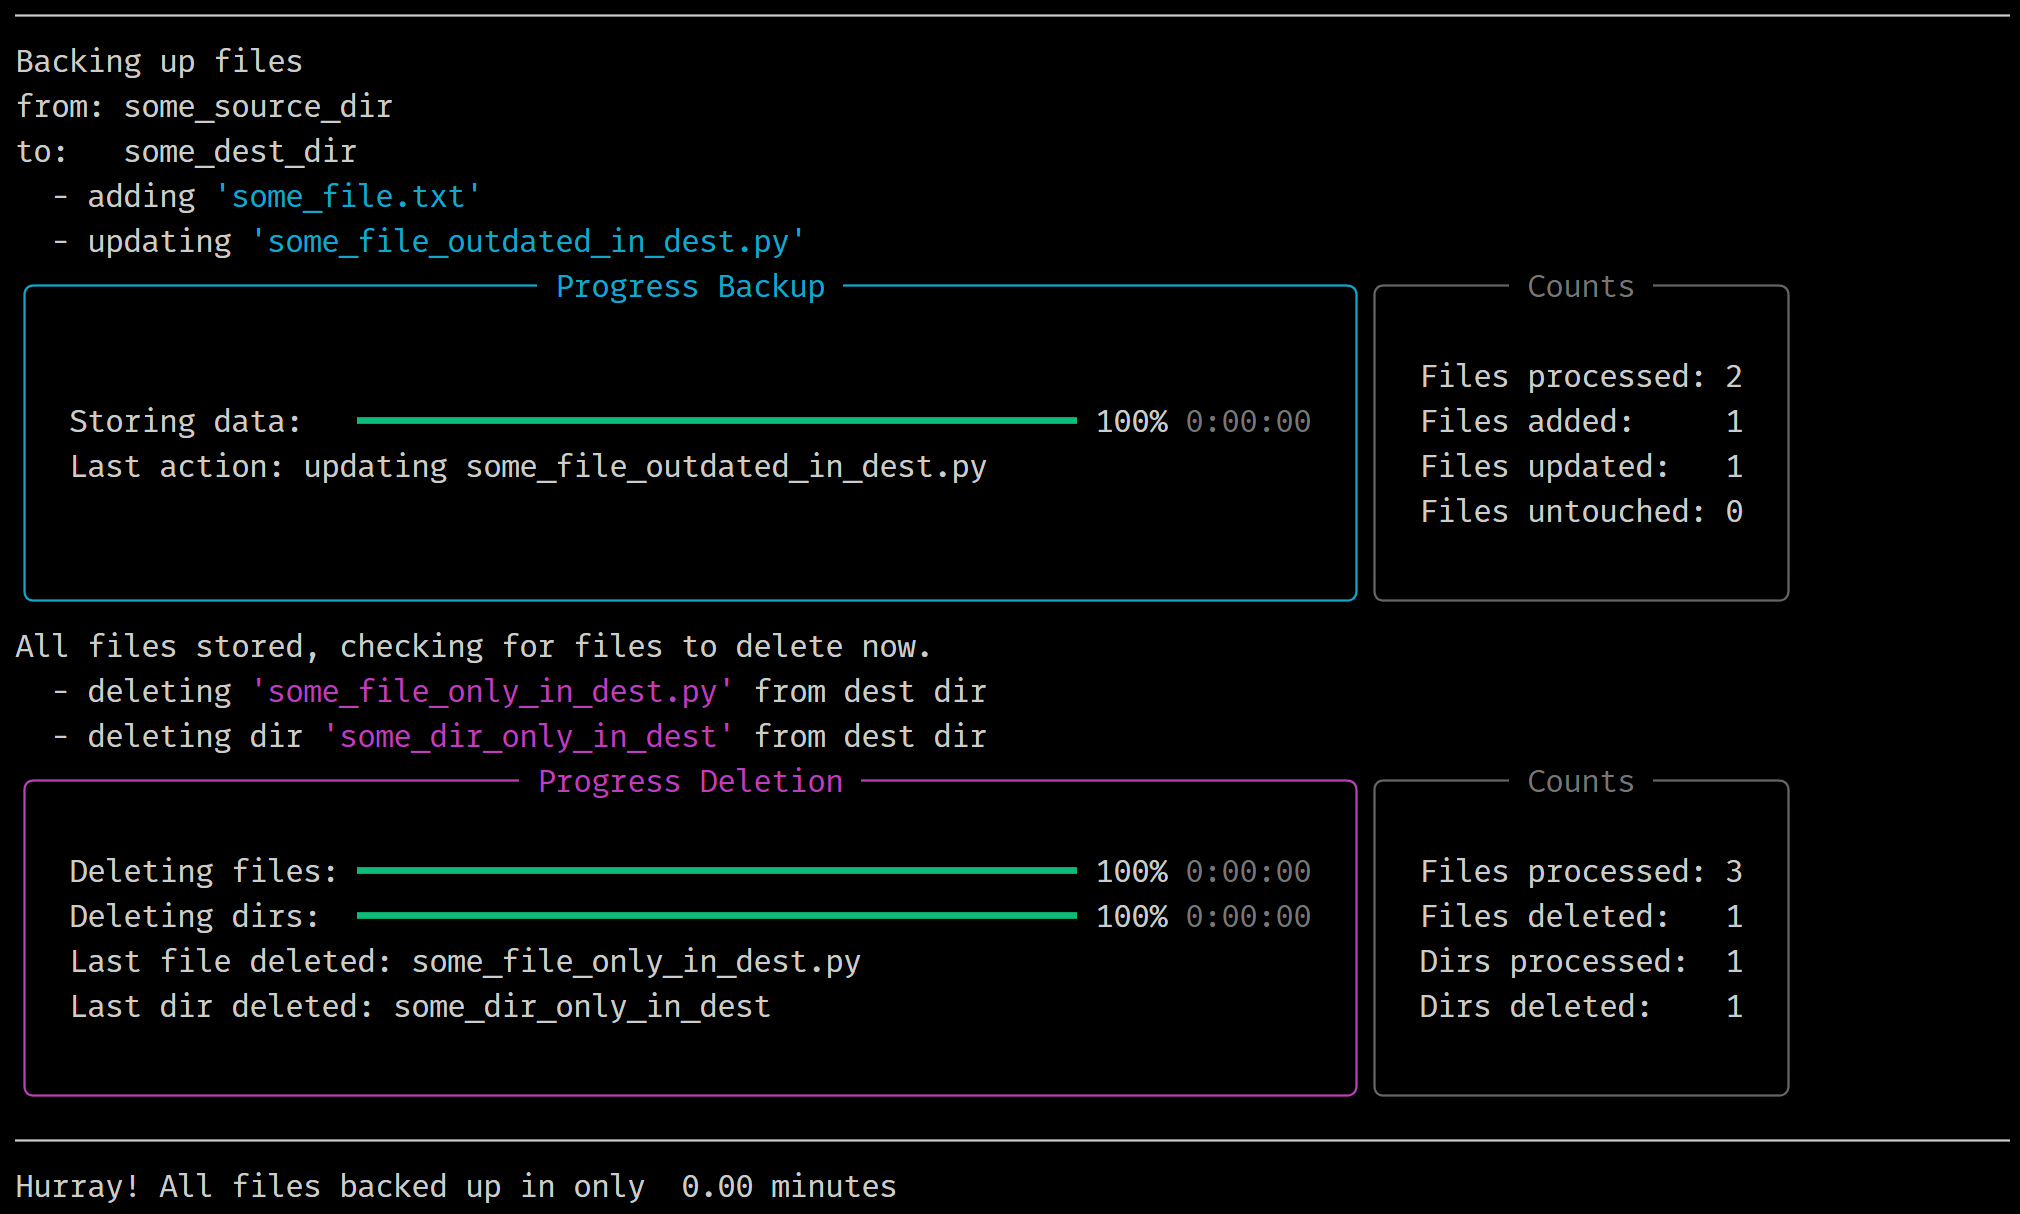 Backing up files
from: some_source_dir
to:   some_dest_dir
  - adding 'some_file.txt'
  - updating 'some_file_outdated_in_dest.py'
Progress Backup
Storing data: 100% 0:00:00
Last action: updating some_file_outdated_in_dest.py
Counts
Files processed: 2
Files added:     1
Files updated:   1
Files untouched: 0
All files stored, checking for files to delete now.
  - deleting 'some_file_only_in_dest.py' from dest dir
  - deleting dir 'some_dir_only_in_dest' from dest dir
Progress Deletion
Deleting files: 100% 0:00:00
Deleting dirs: 100% 0:00:00
Last file deleted: some_file_only_in_dest.py
Last dir deleted: some_dir_only_in_dest
Counts
Files processed: 3
Files deleted:   1
Dirs processed:  1
Dirs deleted:    1
Hurray! All files backed up in only  0.00 minutes